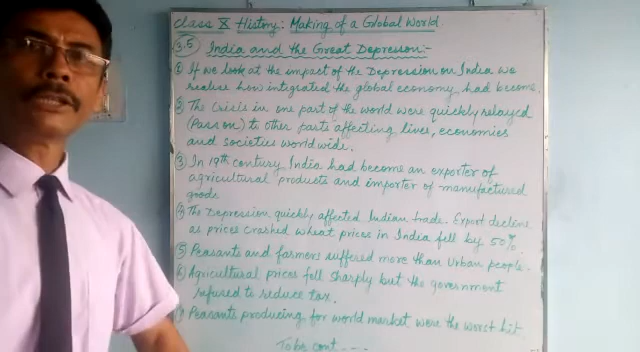 Class X History: Making of a Global World.
3.5 India and the Great Depression:-
① If we look at the impact of the Depression on India we
realise how integrated the global economy had become.
② The Crisis in one part of the world were quickly relayed
(Pass on) to other parts affecting lives, economies
and societies worldwide.
③ In 19th century, India had become an exporter of
agricultural products and importer of manufactured
goods.
④ The Depression quickly affected Indian trade. Export decline
as prices crashed wheat prices in India fell by 50%.
⑤ Peasants and farmers suffered more than Urban people.
⑥ Agricultural prices fell sharply but the government
refused to reduce tax.
⑦ Peasants producing for world market were the worst hit.
To be cont----